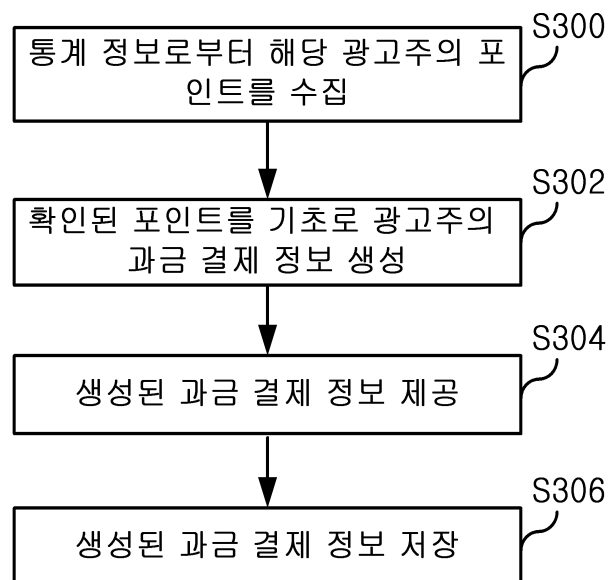 S300
통계 정보로부터 해당 광고주의 포
인트를 수집
S302
확인된 포인트를 기초로 광고주의
과금 결제 정보 생성
S304
생성된 과금 결제 정보 제공
S306
생성된 과금 결제 정보 저장